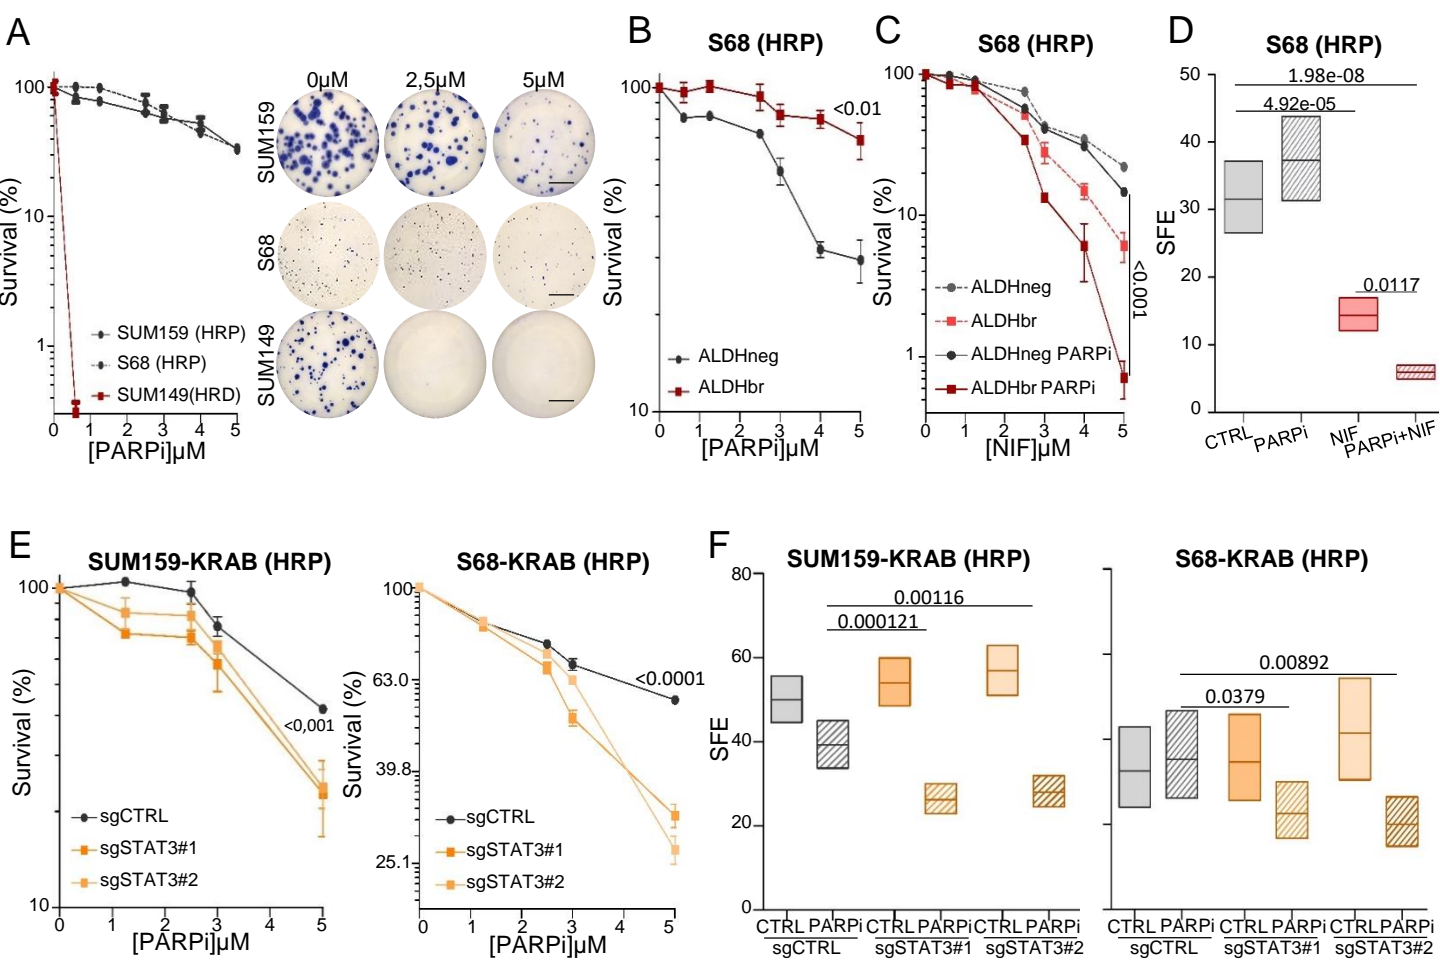 A
100
10
1
Survival (%)
SUM159 (HRP)
S68 (HRP)
SUM149(HRD)
0 1 2 3 4 5
[PARPi]µM
0µM 2,5µM 5µM
SUM159
S68
SUM149
B
S68 (HRP)
100
10
Survival (%)
<0.01
ALDHneg
ALDHbr
0 1 2 3 4 5
[PARPi]µM
C
S68 (HRP)
100
10
1
Survival (%)
ALDHneg
ALDHbr
ALDHneg PARPi
ALDHbr PARPi
<0.001
0 1 2 3 4 5
[NIF]µM
D
S68 (HRP)
50
40
30
20
10
0
SFE
1.98e-08
4.92e-05
0.0117
CTRL PARPi NIF PARPi+NIF
E
SUM159-KRAB (HRP)
100
10
Survival (%)
<0,001
sgCTRL
sgSTAT3#1
sgSTAT3#2
0 1 2 3 4 5
[PARPi]µM
S68-KRAB (HRP)
100
63.0
39.8
25.1
Survival (%)
<0.0001
sgCTRL
sgSTAT3#1
sgSTAT3#2
0 1 2 3 4 5
[PARPi]µM
F
SUM159-KRAB (HRP)
80
60
40
20
0
SFE
0.00116
0.000121
CTRL PARPi CTRL PARPi CTRL PARPi
sgCTRL sgSTAT3#1 sgSTAT3#2
S68-KRAB (HRP)
0.00892
0.0379
CTRL PARPi CTRL PARPi CTRL PARPi
sgCTRL sgSTAT3#1 sgSTAT3#2